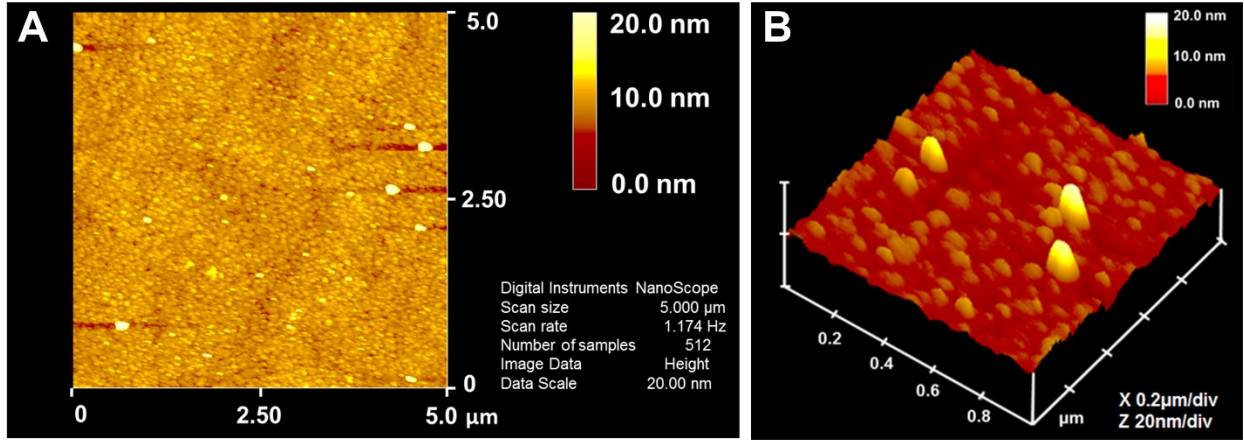 A
5.0
2.50
0
0 2.50 5.0 μm
20.0 nm
10.0 nm
0.0 nm
Digital Instruments NanoScope
Scan size 5.000 μm
Scan rate 1.174 Hz
Number of samples 512
Image Data Height
Data Scale 20.00 nm
B
20.0 nm
10.0 nm
0.0 nm
0.2
0.4
0.6
0.8
μm
X 0.2μm/div
Z 20nm/div